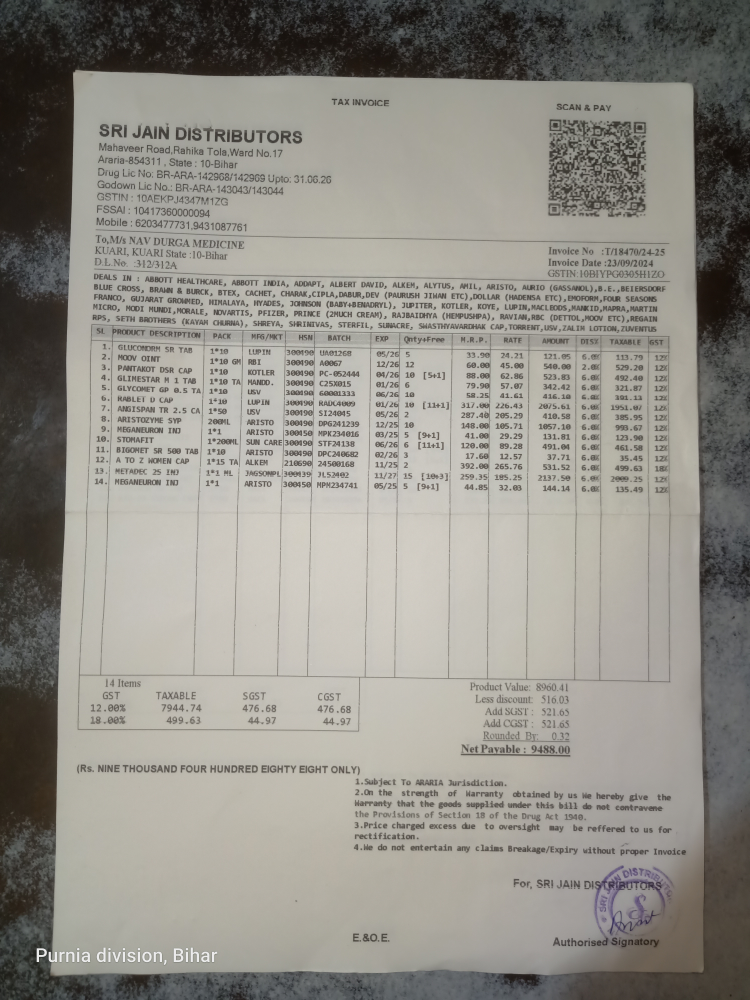 TAX INVOICE
SCAN & PAY
SRI JAIN DISTRIBUTORS
Mahaveer Road,Rahika Tola,Ward No.17
Araria-854311 , State : 10-Bihar
Drug Lic No: BR-ARA-142968/142969 Upto: 31.06.26
Godown Lic No.: BR-ARA-143043/143044
GSTIN : 10AEKPJ4347M1ZG
FSSAI : 10417360000094
Mobile : 6203477731,9431087761
To,M/s NAV DURGA MEDICINE
KUARI, KUARI State :10-Bihar
D.L.No. :312/312A
Invoice No :T/18470/24-25
Invoice Date :23/09/2024
GSTIN:10BIYPG0305H1ZO
DEALS IN : ABBOTT HEALTHCARE, ABBOTT INDIA, ADDAPT, ALBERT DAVID, ALKEM, ALYTUS, AMIL, ARISTO, AURIO (GASSANOL),B.E.,BEIERSDORF
BLUE CROSS, BRAUN & BURCK, BTEX, CACHET, CHARAK,CIPLA,DABUR,DEV (PAURUSH JIHAN ETC),DOLLAR (HADENSA ETC),EMOFORM,FOUR SEASONS
FRANCO, GUJARAT GROWMED, HIMALAYA, HYADES, JOHNSON (BABY+BENADRYL), JUPITER, KOTLER, KOYE, LUPIN,MACLEODS,MANKID,MAPRA,MARTIN
MICRO, MODI MUNDI,MORALE, NOVARTIS, PFIZER, PRINCE (2MUCH CREAM), RAJBAIDHYA (HEMPUSHPA), RAVIAN,RBC (DETTOL,MOOV ETC),REGAIN
RPS, SETH BROTHERS (KAYAM CHURNA), SHREYA, SHRINIVAS, STERFIL, SUNACRE, SWASTHYAVARDHAK CAP,TORRENT,USV,ZALIM LOTION,ZUVENTUS
SL PRODUCT DESCRIPTION PACK MFG/MKT HSN BATCH EXP Qnty+Free M.R.P. RATE AMOUNT DIS% TAXABLE GST
1. GLUCONORM SR TAB 1*10 LUPIN 300490 UA01268 05/26 5 33.90 24.21 121.05 6.0% 113.79 12%
2. MOOV OINT 1*10 GM RBI 300490 A0067 12/26 12 60.00 45.00 540.00 2.0% 529.20 12%
3. PANTAKOT DSR CAP 1*10 KOTLER 300490 PC-052444 04/26 10 [5+1] 88.00 62.86 523.83 6.0% 492.40 12%
4. GLIMESTAR M 1 TAB 1*10 TA MANDD. 300490 C25X015 01/26 6 79.90 57.07 342.42 6.0% 321.87 12%
5. GLYCOMET GP 0.5 TA 1*10 USV 300490 60001333 06/26 10 58.25 41.61 416.10 6.0% 391.13 12%
6. RABLET D CAP 1*10 LUPIN 300490 RADC4009 01/26 10 [11+1] 317.00 226.43 2075.61 6.0% 1951.07 12%
7. ANGISPAN TR 2.5 CA 1*50 USV 300490 SI24045 05/26 2 287.40 205.29 410.58 6.0% 385.95 12%
8. ARISTOZYME SYP 200ML ARISTO 300490 DPG241239 12/25 10 148.00 105.71 1057.10 6.0% 993.67 12%
9. MEGANEURON INJ 1*1 ARISTO 300450 MPK234016 03/25 5 [9+1] 41.00 29.29 131.81 6.0% 123.90 12%
10. STOMAFIT 1*200ML SUN CARE 300490 STF24138 06/26 6 [11+1] 120.00 89.28 491.04 6.0% 461.58 12%
11. BIGOMET SR 500 TAB 1*10 ARISTO 300490 DPC240682 02/26 3 17.60 12.57 37.71 6.0% 35.45 12%
12. A TO Z WOMEN CAP 1*15 TA ALKEM 210690 24500168 11/25 2 392.00 265.76 531.52 6.0% 499.63 18%
13. METADEC 25 INJ 1*1 ML JAGSONPL 300439 JL52402 11/27 15 [10+3] 259.35 185.25 2137.50 6.0% 2009.25 12%
14. MEGANEURON INJ 1*1 ARISTO 300450 MPM234741 05/25 5 [9+1] 44.85 32.03 144.14 6.0% 135.49 12%
14 Items
GST TAXABLE SGST CGST
12.00% 7944.74 476.68 476.68
18.00% 499.63 44.97 44.97
Product Value: 8960.41
Less discount: 516.03
Add SGST : 521.65
Add CGST : 521.65
Rounded By: 0.32
Net Payable : 9488.00
(Rs. NINE THOUSAND FOUR HUNDRED EIGHTY EIGHT ONLY)
1.Subject To ARARIA Jurisdiction.
2.On the strength of Warranty obtained by us We hereby give the
Warranty that the goods supplied under this bill do not contravene
the Provisions of Section 18 of the Drug Act 1940.
3.Price charged excess due to oversight may be reffered to us for
rectification.
4.We do not entertain any claims Breakage/Expiry without proper Invoice
For, SRI JAIN DISTRIBUTORS
SRI JAIN DISTRIBUTORS
E.&O.E.
Authorised Signatory
Purnia division, Bihar